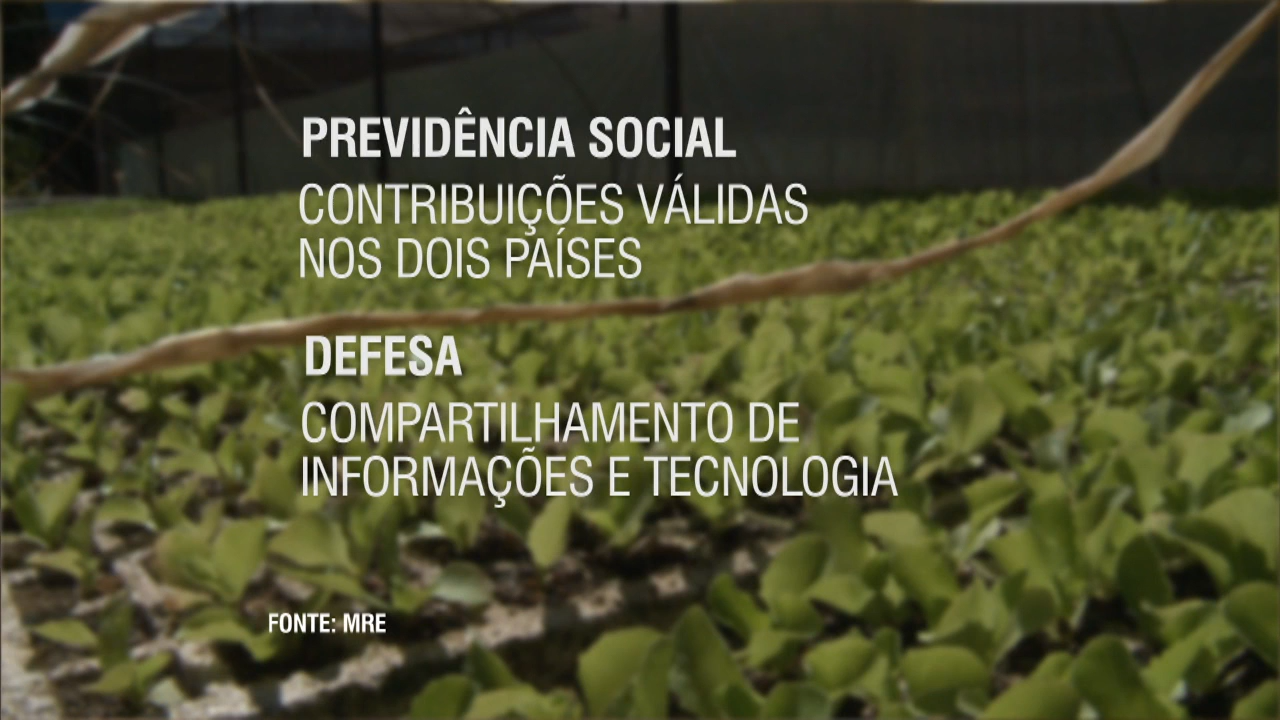 PREVIDÊNCIA SOCIAL
CONTRIBUIÇÕES VÁLIDAS
NOS DOIS PAÍSES
DEFESA
COMPARTILHAMENTO DE
INFORMAÇÕES E TECNOLOGIA
FONTE: MRE